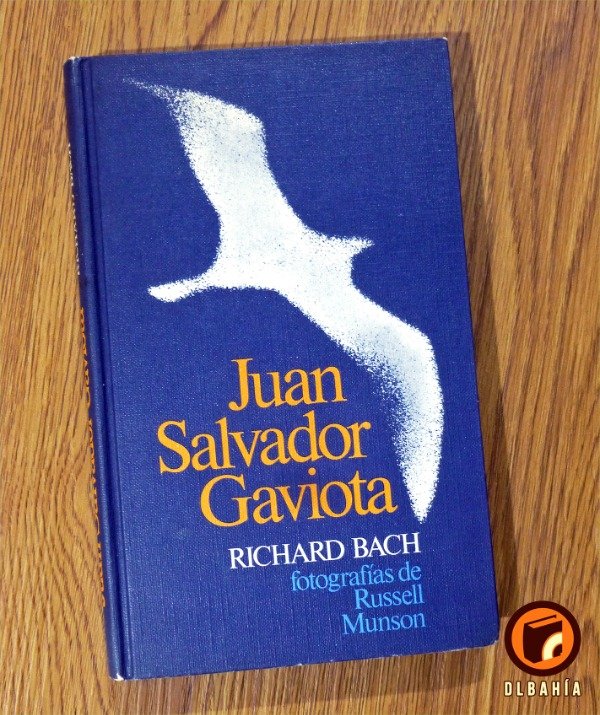 Juan
Salvador
Gaviota
RICHARD BACH
fotografías de
Russell
Munson
DLBAHÍA